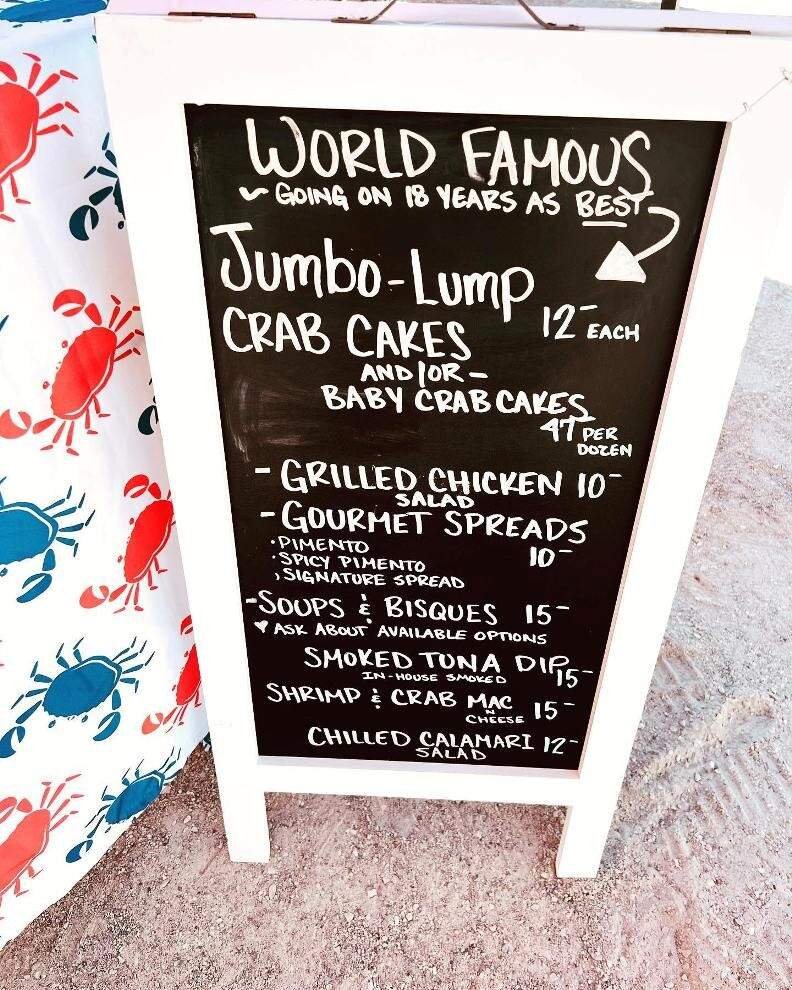 WORLD FAMOUS
GOING ON 18 YEARS AS BEST
Jumbo-Lump
CRAB CAKES 12- EACH
AND/OR-
BABY CRAB CAKES
47 PER
DOZEN
- GRILLED CHICKEN 10-
SALAD
- GOURMET SPREADS
10-
·PIMENTO
·SPICY PIMENTO
·SIGNATURE SPREAD
-SOUPS & BISQUES 15-
♥ ASK ABOUT AVAILABLE OPTIONS
SMOKED TUNA DIP 15-
IN-HOUSE SMOKED
SHRIMP & CRAB MAC 15-
N
CHEESE
CHILLED CALAMARI 12-
SALAD